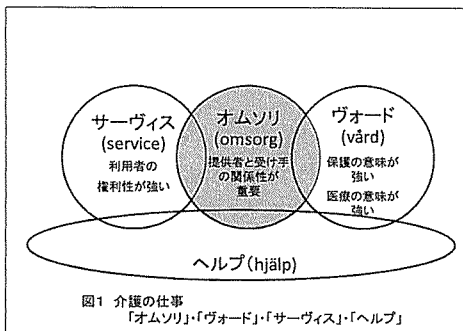 サーヴィス
(service)
利用者の
権利性が強い
オムソリ
(omsorg)
提供者と受け手
の関係性が
重要
ヴォード
(vård)
保護の意味が
強い
医療の意味が
強い
ヘルプ(hjälp)
図1 介護の仕事
「オムソリ」・「ヴォード」・「サーヴィス」・「ヘルプ」